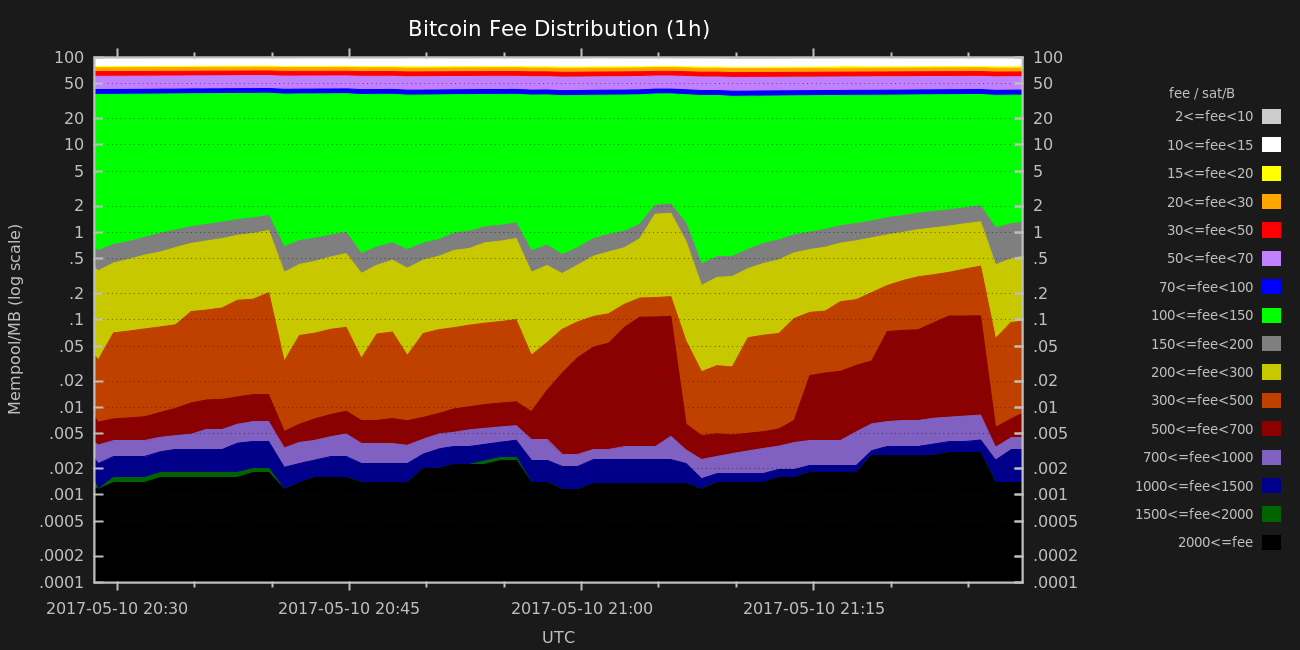 Bitcoin Fee Distribution (1h)
Mempool/MB (log scale)
100
50
20
10
5
2
1
.5
.2
.1
.05
.02
.01
.005
.002
.001
.0005
.0002
.0001
100
50
20
10
5
2
1
.5
.2
.1
.05
.02
.01
.005
.002
.001
.0005
.0002
.0001
2017-05-10 20:30
2017-05-10 20:45
2017-05-10 21:00
2017-05-10 21:15
UTC
fee / sat/B
2<=fee<10
10<=fee<15
15<=fee<20
20<=fee<30
30<=fee<50
50<=fee<70
70<=fee<100
100<=fee<150
150<=fee<200
200<=fee<300
300<=fee<500
500<=fee<700
700<=fee<1000
1000<=fee<1500
1500<=fee<2000
2000<=fee